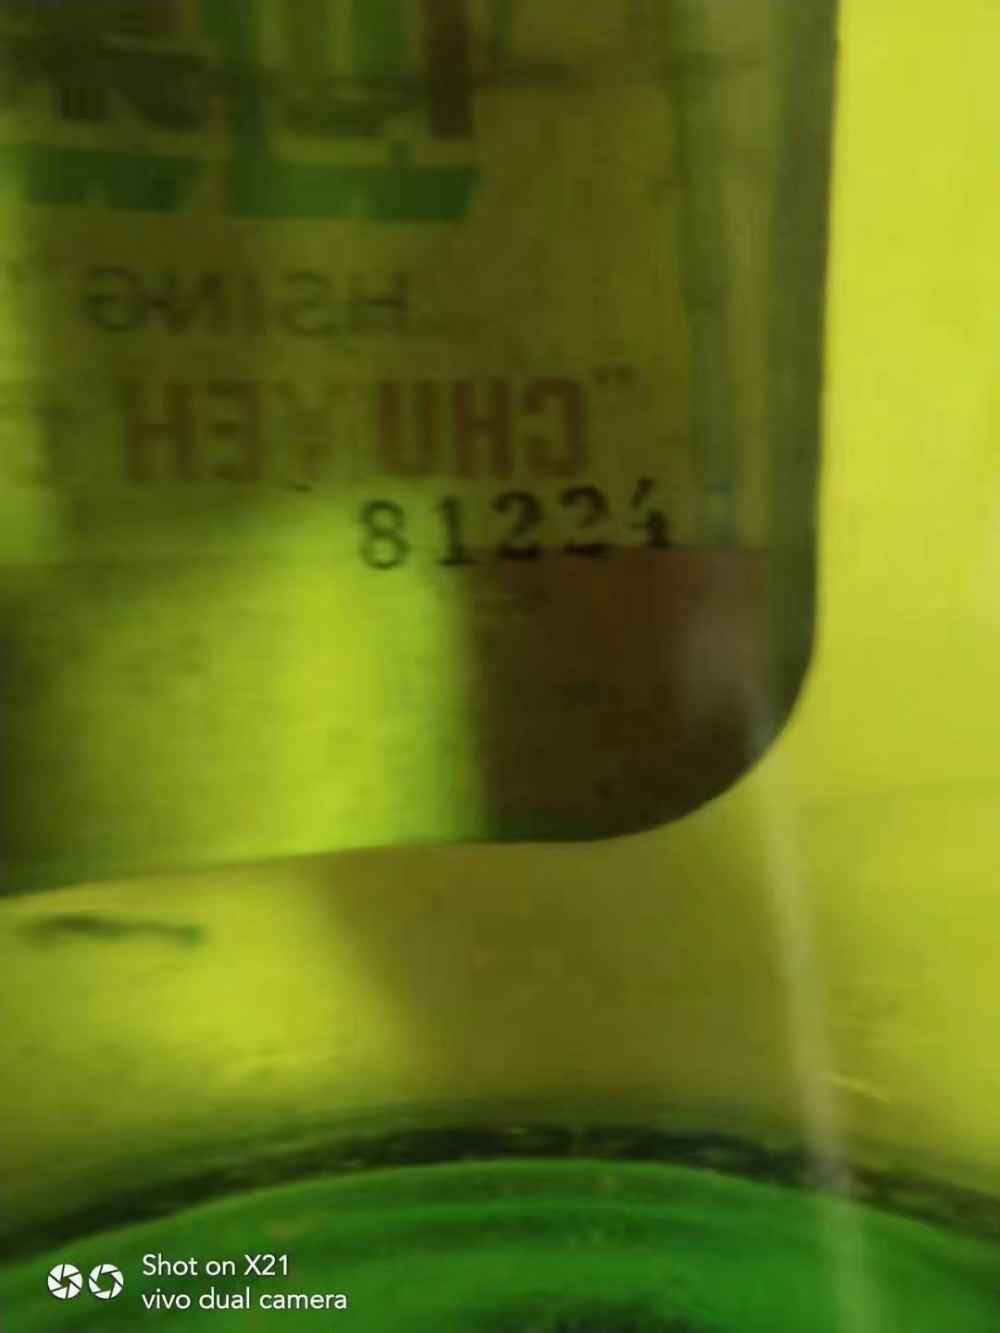 HSING
"CHU YEH
81224
Shot on X21
vivo dual camera